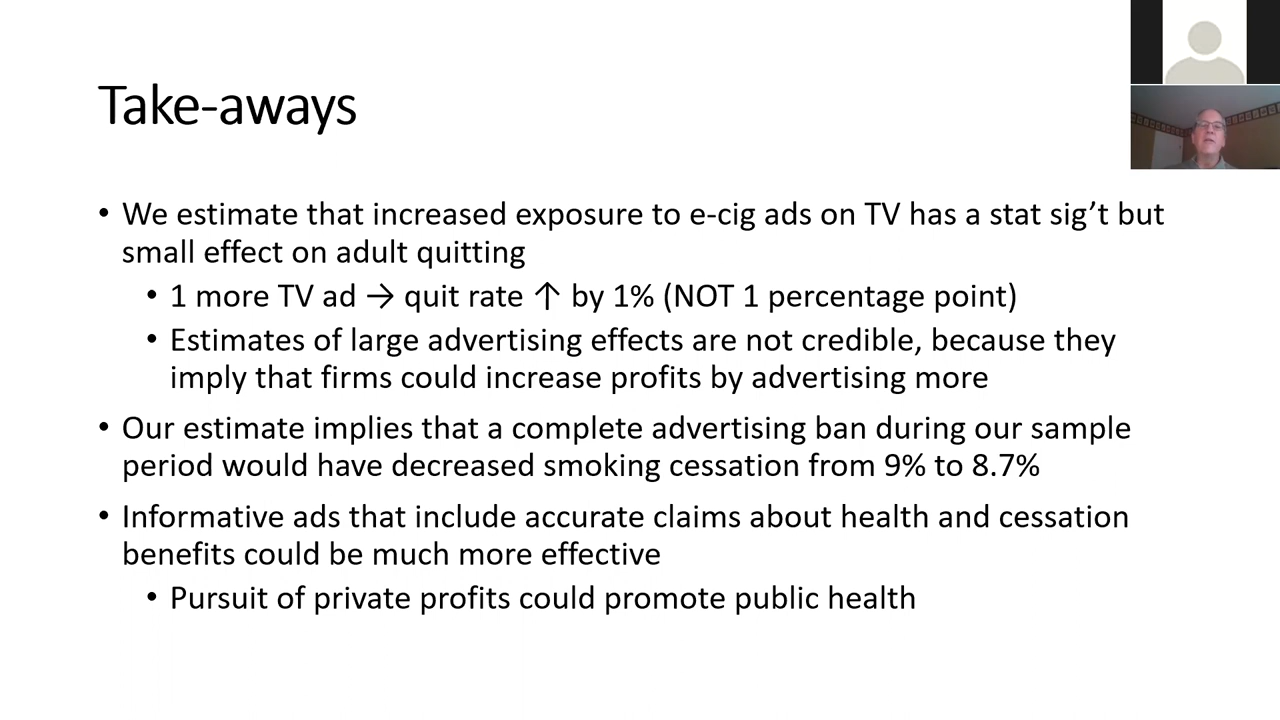 Take-aways
• We estimate that increased exposure to e-cig ads on TV has a stat sig’t but
small effect on adult quitting
• 1 more TV ad → quit rate ↑ by 1% (NOT 1 percentage point)
• Estimates of large advertising effects are not credible, because they
imply that firms could increase profits by advertising more
• Our estimate implies that a complete advertising ban during our sample
period would have decreased smoking cessation from 9% to 8.7%
• Informative ads that include accurate claims about health and cessation
benefits could be much more effective
• Pursuit of private profits could promote public health